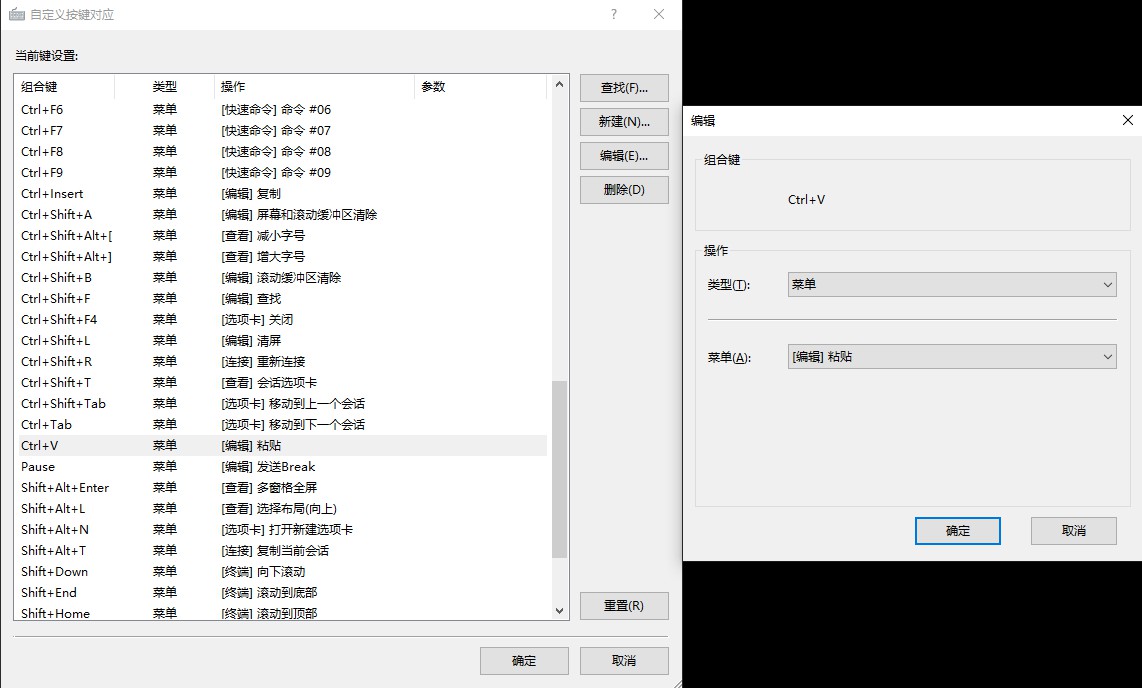 自定义按键对应
?
当前键设置:
组合键 类型 操作 参数
Ctrl+F6 菜单 [快速命令] 命令 #06
Ctrl+F7 菜单 [快速命令] 命令 #07
Ctrl+F8 菜单 [快速命令] 命令 #08
Ctrl+F9 菜单 [快速命令] 命令 #09
Ctrl+Insert 菜单 [编辑] 复制
Ctrl+Shift+A 菜单 [编辑] 屏幕和滚动缓冲区清除
Ctrl+Shift+Alt+[ 菜单 [查看] 减小字号
Ctrl+Shift+Alt+] 菜单 [查看] 增大字号
Ctrl+Shift+B 菜单 [编辑] 滚动缓冲区清除
Ctrl+Shift+F 菜单 [编辑] 查找
Ctrl+Shift+F4 菜单 [选项卡] 关闭
Ctrl+Shift+L 菜单 [编辑] 清屏
Ctrl+Shift+R 菜单 [连接] 重新连接
Ctrl+Shift+T 菜单 [查看] 会话选项卡
Ctrl+Shift+Tab 菜单 [选项卡] 移动到上一个会话
Ctrl+Tab 菜单 [选项卡] 移动到下一个会话
Ctrl+V 菜单 [编辑] 粘贴
Pause 菜单 [编辑] 发送Break
Shift+Alt+Enter 菜单 [查看] 多窗格全屏
Shift+Alt+L 菜单 [查看] 选择布局(向上)
Shift+Alt+N 菜单 [选项卡] 打开新建选项卡
Shift+Alt+T 菜单 [连接] 复制当前会话
Shift+Down 菜单 [终端] 向下滚动
Shift+End 菜单 [终端] 滚动到底部
Shift+Home 菜单 [终端] 滚动到顶部
查找(F)...
新建(N)...
编辑(E)...
删除(D)
重置(R)
确定 取消
编辑
组合键
Ctrl+V
操作
类型(T): 菜单
菜单(A): [编辑] 粘贴
确定 取消